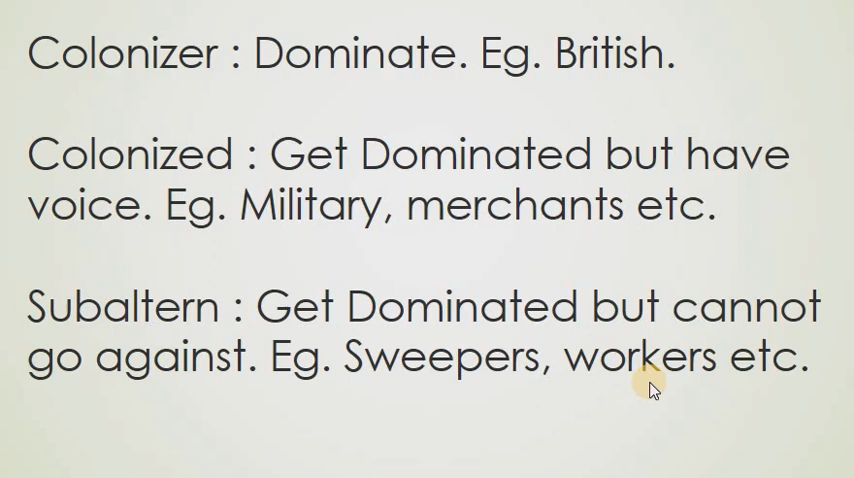 Colonizer : Dominate. Eg. British.
Colonized : Get Dominated but have
voice. Eg. Military, merchants etc.
Subaltern : Get Dominated but cannot
go against. Eg. Sweepers, workers etc.